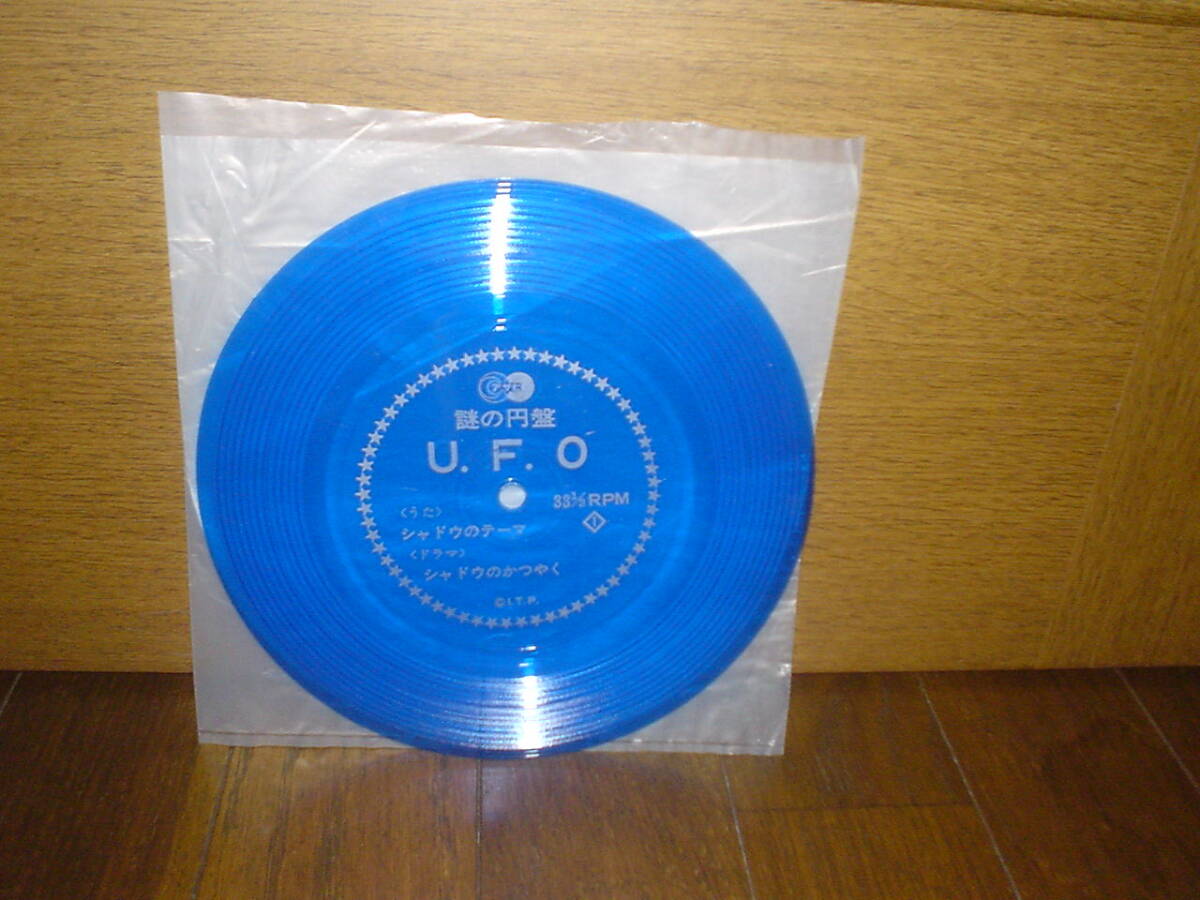 謎の円盤
U. F. O
33⅓RPM
1
〈うた〉
シャドウのテーマ
〈ドラマ〉
シャドウのかつやく
©I.T.P.